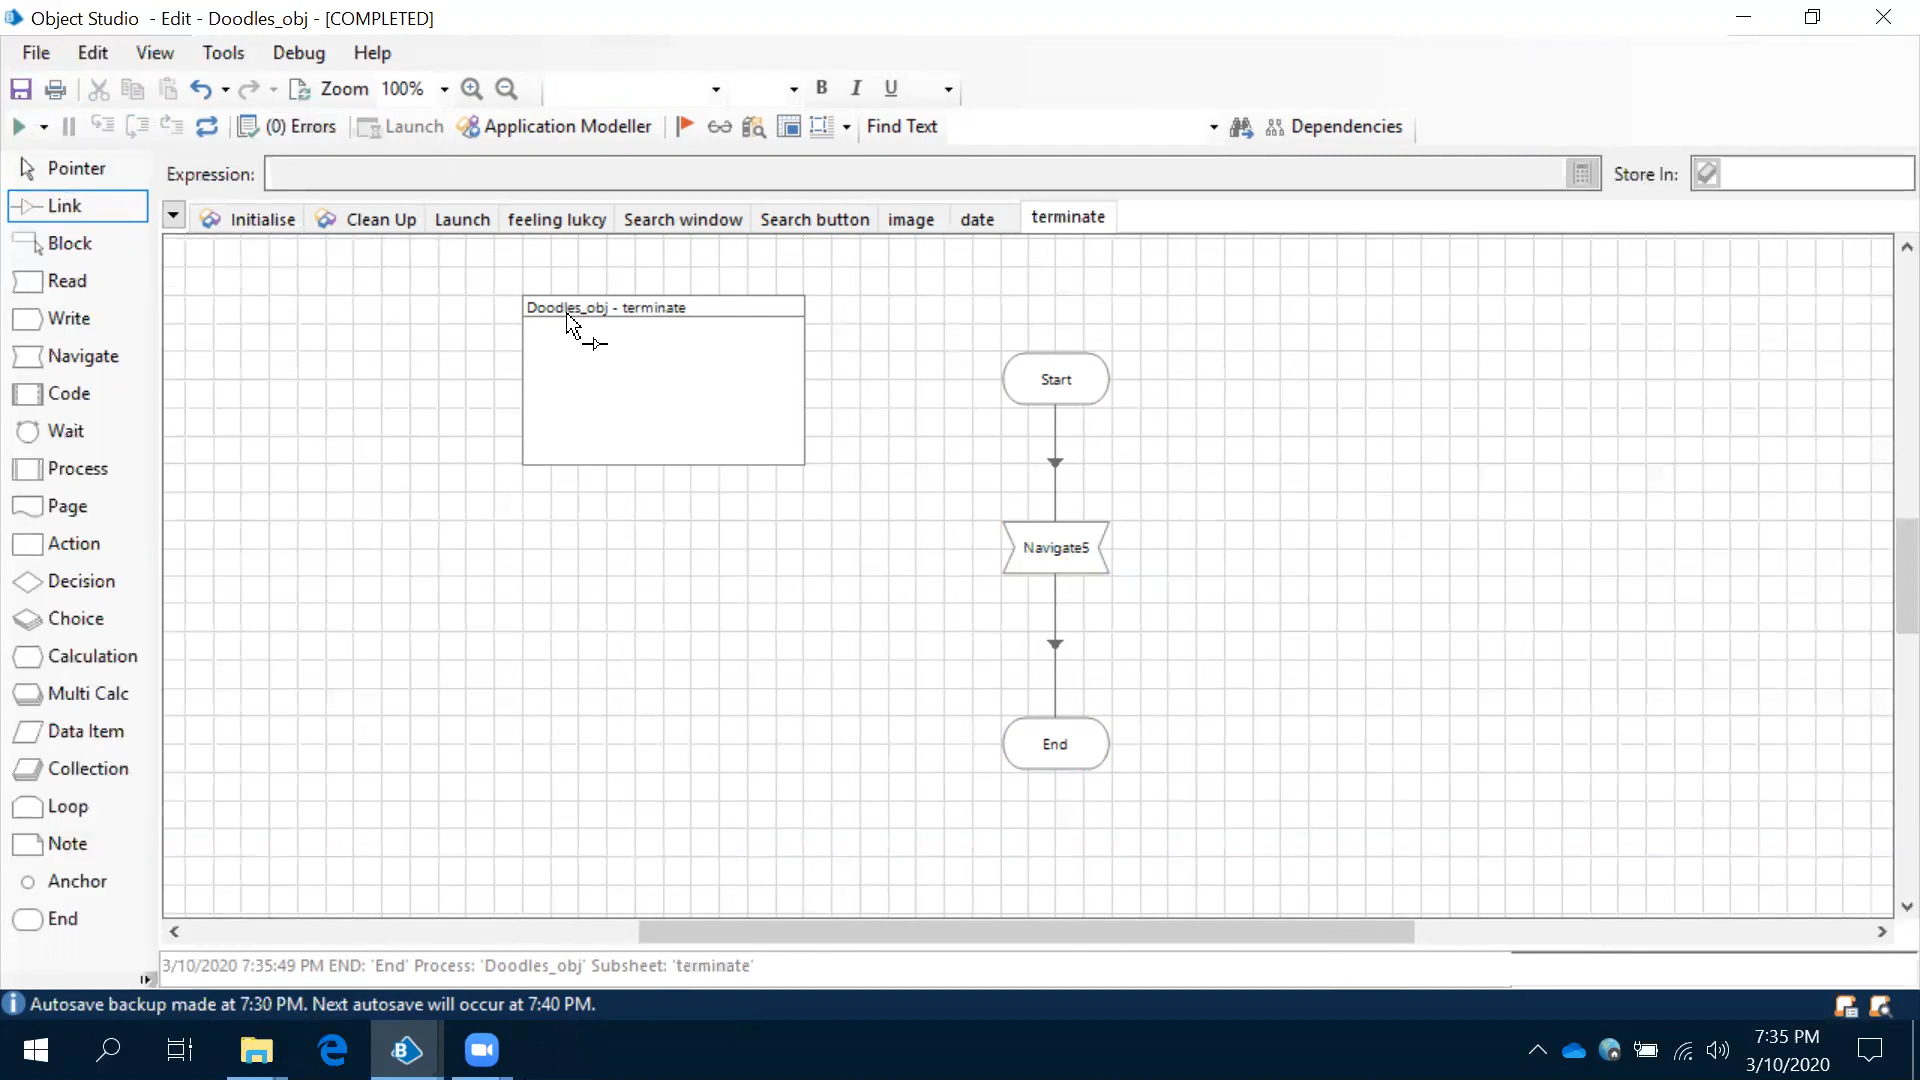 Object Studio - Edit - Doodles_obj - [COMPLETED]
File Edit View Tools Debug Help
Zoom 100% B I U
(0) Errors Launch Application Modeller Find Text Dependencies
Pointer
Expression: Store In:
Link
Initialise Clean Up Launch feeling lukcy Search window Search button image date terminate
Block
Read
Doodles_obj - terminate
Write
Navigate
Start
Code
Wait
Process
Page
Action
Navigate5
Decision
Choice
Calculation
Multi Calc
Data Item
End
Collection
Loop
Note
Anchor
End
3/10/2020 7:35:49 PM END: 'End' Process: 'Doodles_obj' Subsheet: 'terminate'
Autosave backup made at 7:30 PM. Next autosave will occur at 7:40 PM.
7:35 PM
3/10/2020